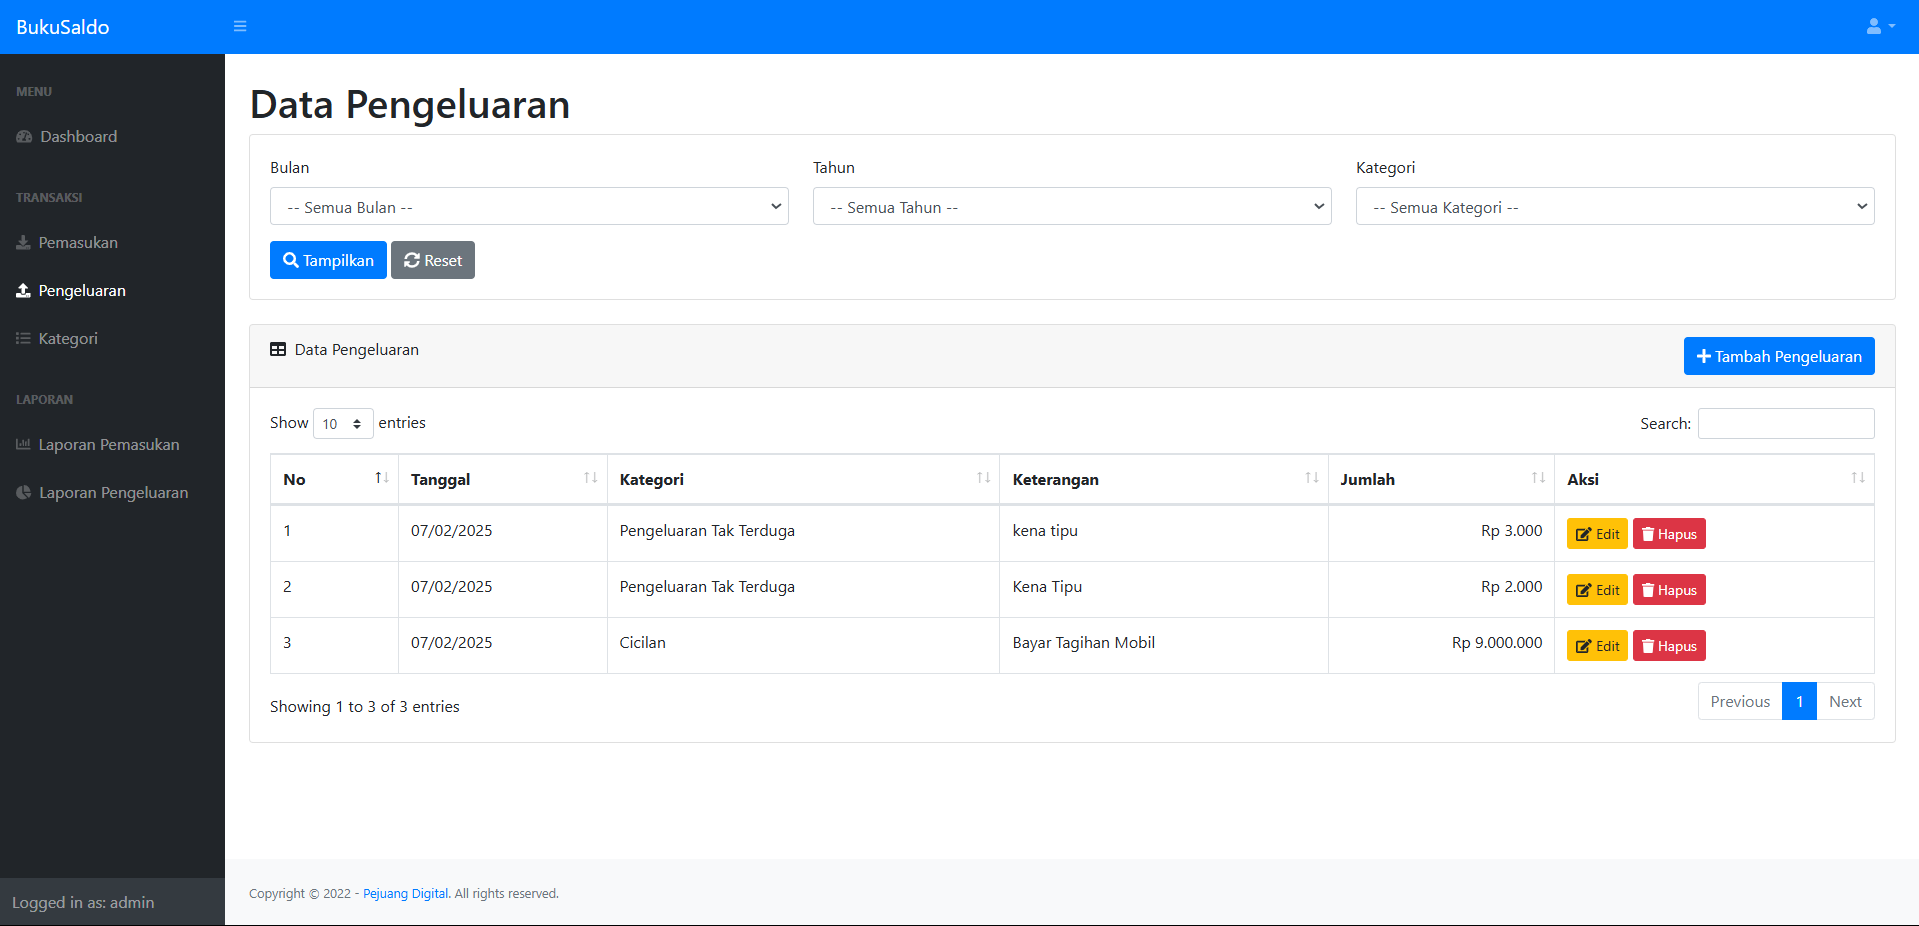 BukuSaldo
MENU
Dashboard
TRANSAKSI
Pemasukan
Pengeluaran
Kategori
LAPORAN
Laporan Pemasukan
Laporan Pengeluaran
Logged in as: admin
Data Pengeluaran
Bulan Tahun Kategori
-- Semua Bulan -- -- Semua Tahun -- -- Semua Kategori --
Tampilkan Reset
Data Pengeluaran Tambah Pengeluaran
Show 10 entries Search:
No Tanggal Kategori Keterangan Jumlah Aksi
1 07/02/2025 Pengeluaran Tak Terduga kena tipu Rp 3.000 Edit Hapus
2 07/02/2025 Pengeluaran Tak Terduga Kena Tipu Rp 2.000 Edit Hapus
3 07/02/2025 Cicilan Bayar Tagihan Mobil Rp 9.000.000 Edit Hapus
Showing 1 to 3 of 3 entries Previous 1 Next
Copyright © 2022 - Pejuang Digital. All rights reserved.